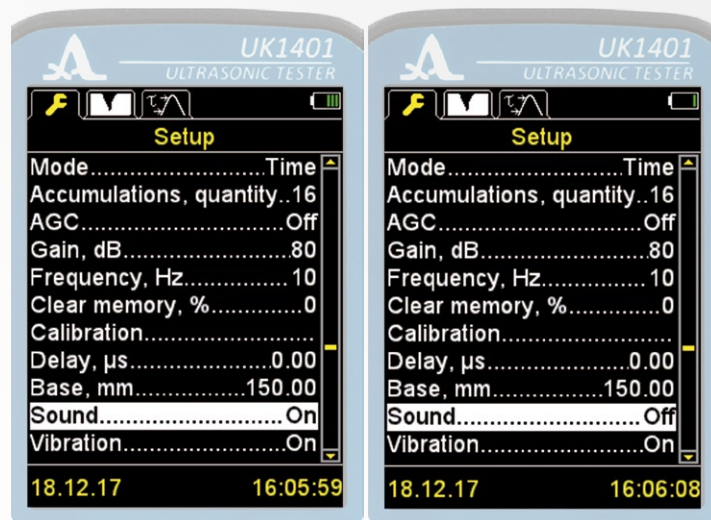 UK1401
ULTRASONIC TESTER
Setup
Mode..........................Time
Accumulations, quantity..16
AGC...............................Off
Gain, dB.........................80
Frequency, Hz...............10
Clear memory, %.............0
Calibration........................
Delay, µs.....................0.00
Base, mm.................150.00
Sound...........................On
Vibration........................On
18.12.17 16:05:59
UK1401
ULTRASONIC TESTER
Setup
Mode..........................Time
Accumulations, quantity..16
AGC...............................Off
Gain, dB.........................80
Frequency, Hz...............10
Clear memory, %.............0
Calibration........................
Delay, µs.....................0.00
Base, mm.................150.00
Sound...........................Off
Vibration........................On
18.12.17 16:06:08